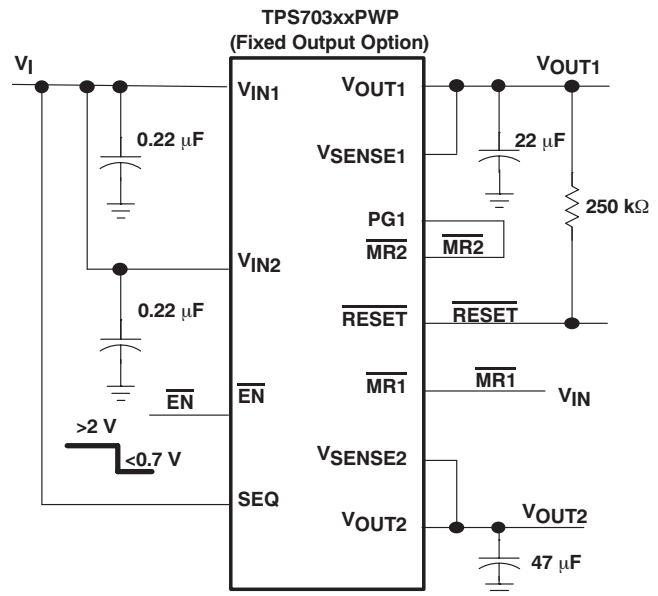 TPS703xxPWP
(Fixed Output Option)
VI
VIN1
VOUT1
VOUT1
0.22 μF
VSENSE1
22 μF
250 kΩ
PG1
MR2
MR2
VIN2
0.22 μF
RESET
RESET
EN
EN
MR1
MR1
VIN
>2 V
<0.7 V
VSENSE2
SEQ
VOUT2
VOUT2
47 μF